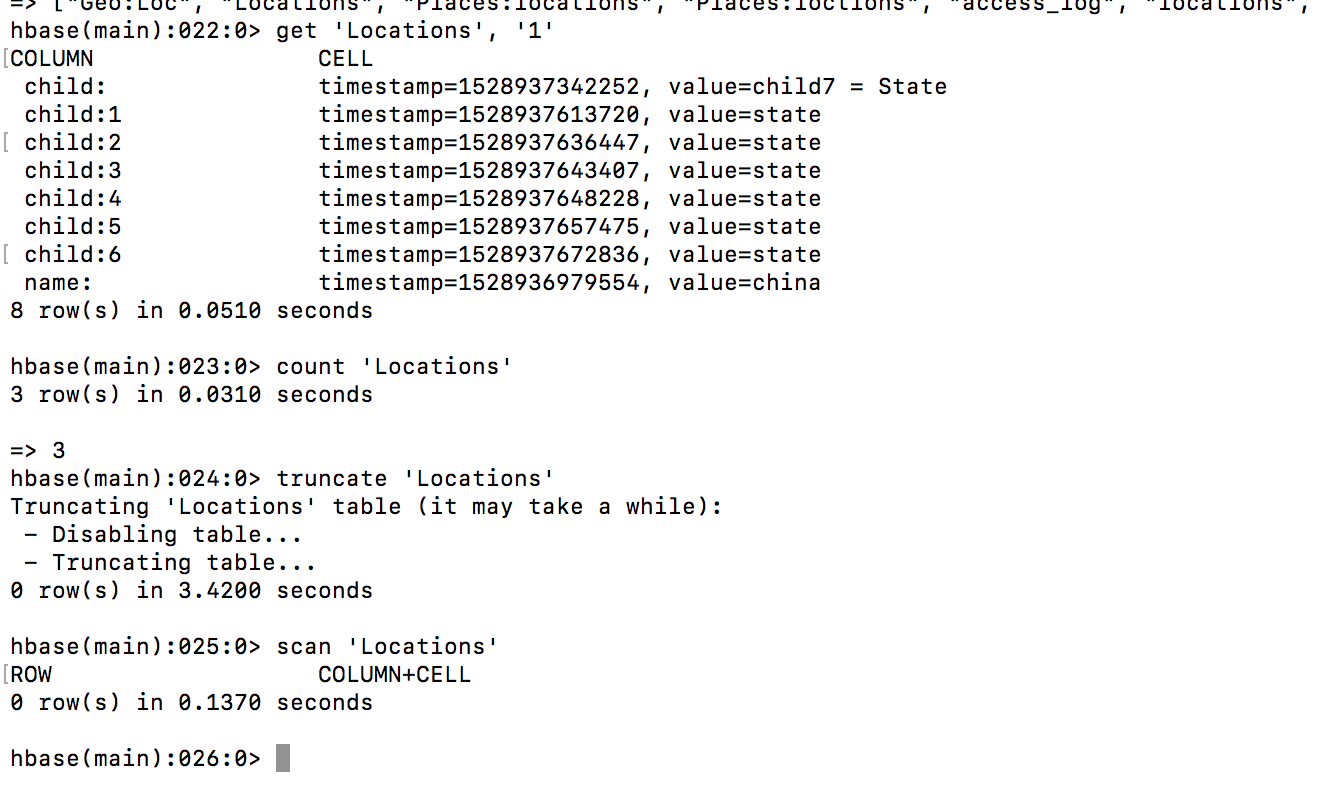 => ["Geo:Loc", "Locations", "Places:locations", "Places:loctions", "access_log", "locations",
hbase(main):022:0> get 'Locations', '1'
[COLUMN                CELL
 child:                timestamp=1528937342252, value=child7 = State
 child:1               timestamp=1528937613720, value=state
[ child:2               timestamp=1528937636447, value=state
 child:3               timestamp=1528937643407, value=state
 child:4               timestamp=1528937648228, value=state
 child:5               timestamp=1528937657475, value=state
[ child:6               timestamp=1528937672836, value=state
 name:                 timestamp=1528936979554, value=china
8 row(s) in 0.0510 seconds

hbase(main):023:0> count 'Locations'
3 row(s) in 0.0310 seconds

=> 3
hbase(main):024:0> truncate 'Locations'
Truncating 'Locations' table (it may take a while):
 - Disabling table...
 - Truncating table...
0 row(s) in 3.4200 seconds

hbase(main):025:0> scan 'Locations'
[ROW                   COLUMN+CELL
0 row(s) in 0.1370 seconds

hbase(main):026:0>